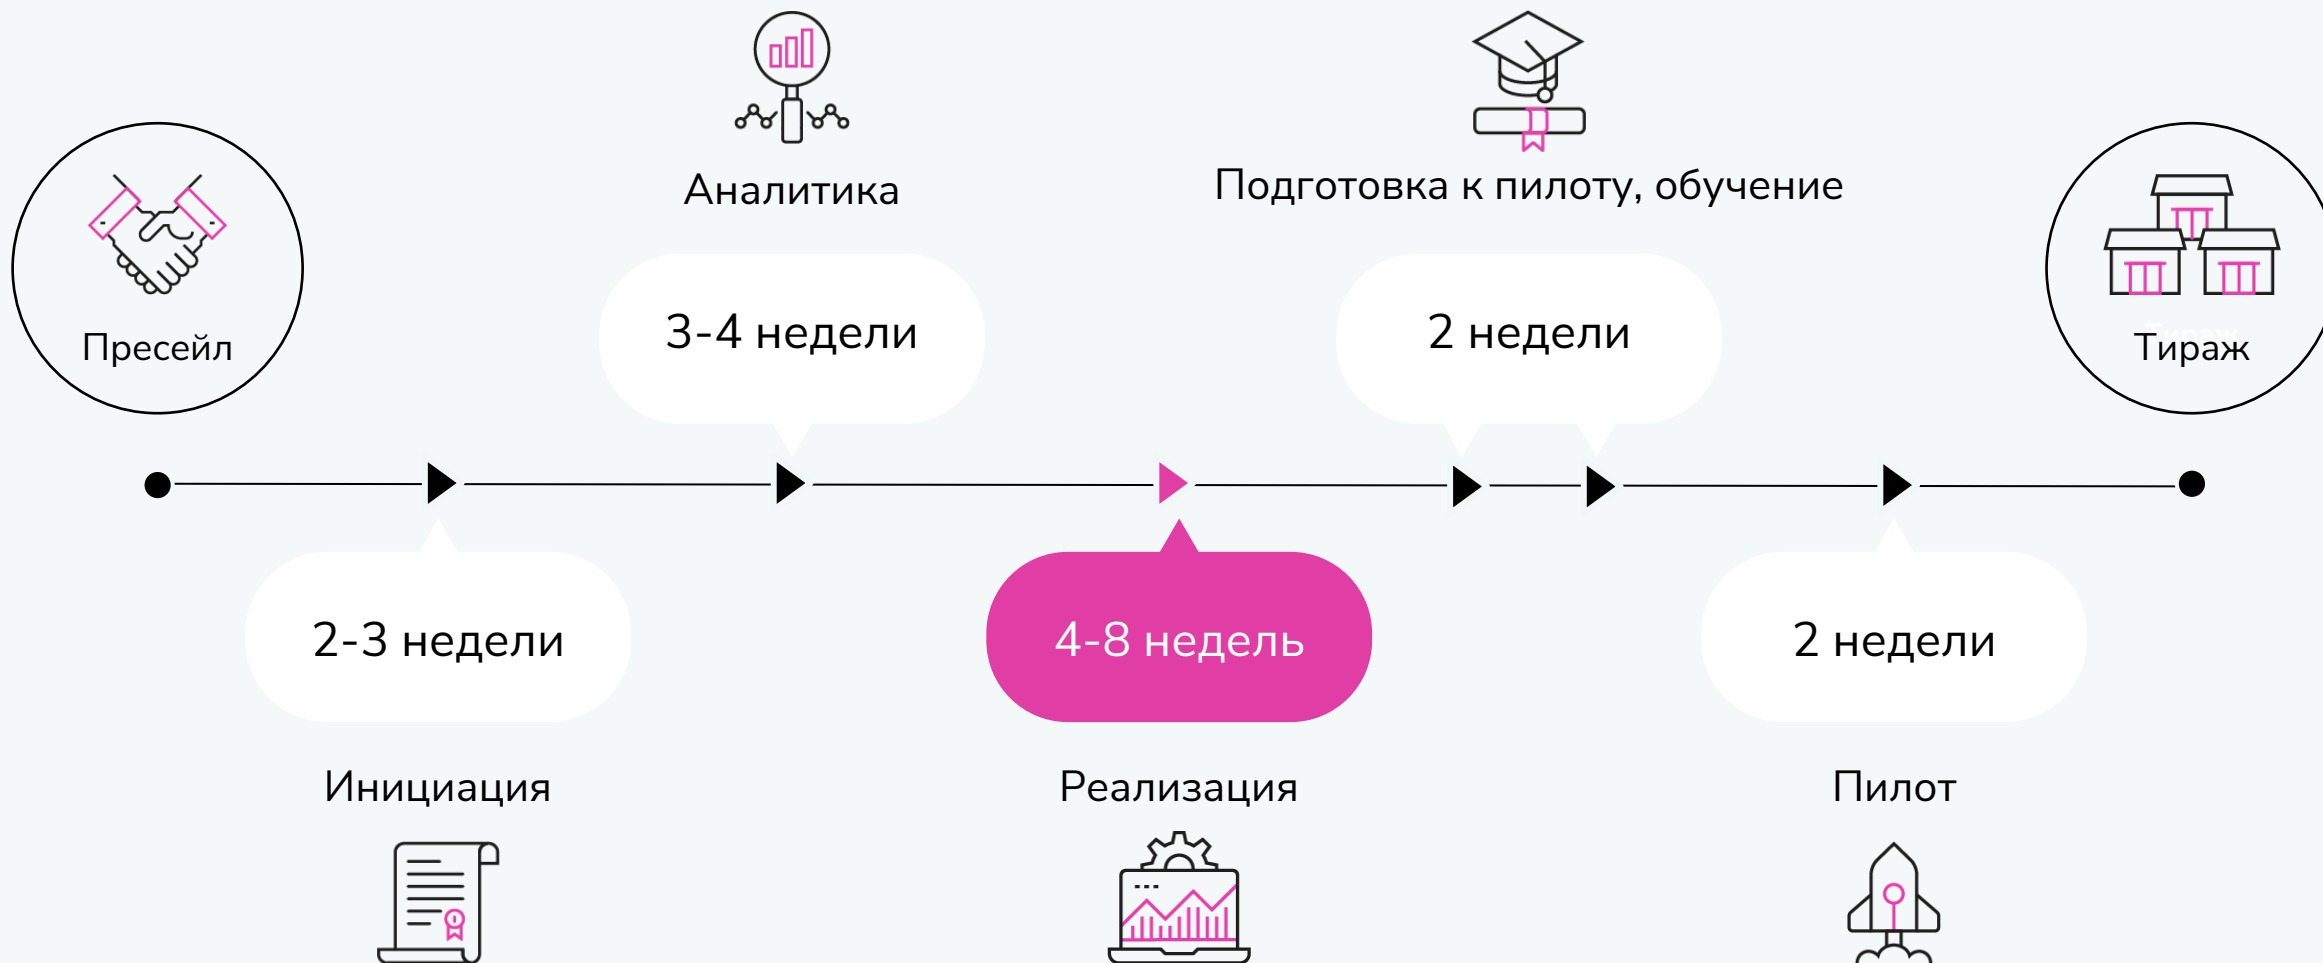 Аналитика
Подготовка к пилоту, обучение
Пресейл
3-4 недели
2 недели
Тираж
Тираж
2-3 недели
4-8 недель
2 недели
Инициация
Реализация
Пилот